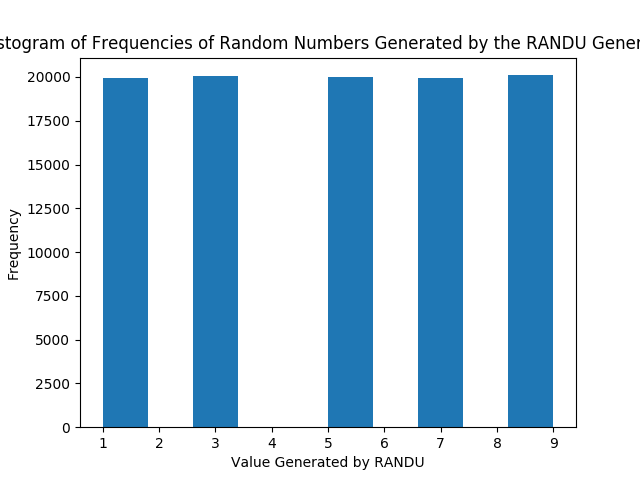 stogram of Frequencies of Random Numbers Generated by the RANDU Gener
20000
17500
15000
12500
10000
7500
5000
2500
0
Frequency
1 2 3 4 5 6 7 8 9
Value Generated by RANDU